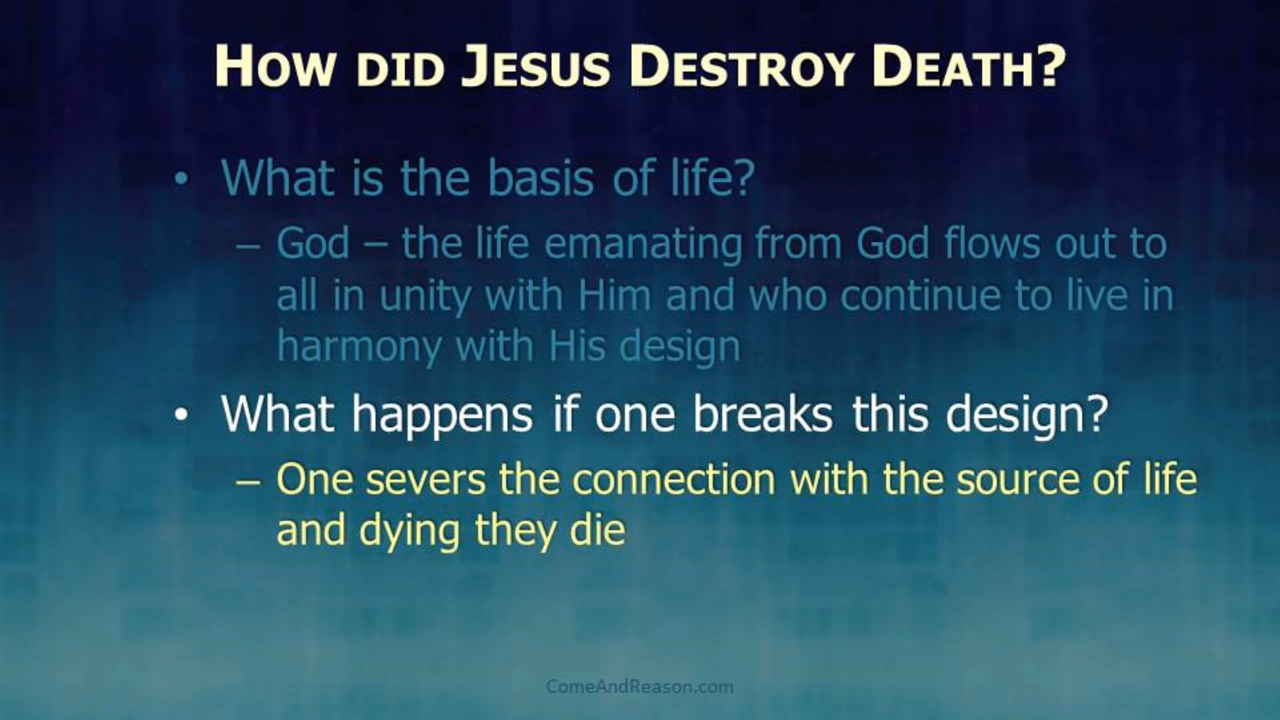 HOW DID JESUS DESTROY DEATH?
• What is the basis of life?
– God – the life emanating from God flows out to
all in unity with Him and who continue to live in
harmony with His design
• What happens if one breaks this design?
– One severs the connection with the source of life
and dying they die
ComeAndReason.com